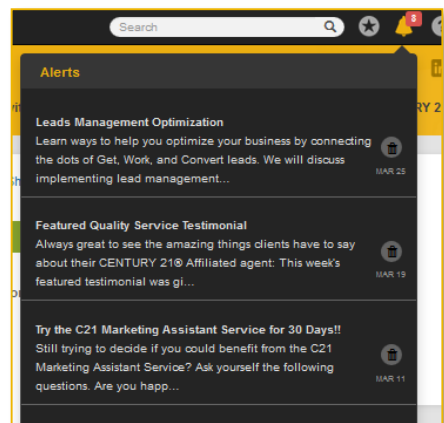 Search
8
?
Alerts
RY 2
Leads Management Optimization
Learn ways to help you optimize your business by connecting
the dots of Get, Work, and Convert leads. We will discuss
implementing lead management...
MAR 25
Featured Quality Service Testimonial
Always great to see the amazing things clients have to say
about their CENTURY 21® Affiliated agent: This week's
featured testimonial was gi...
MAR 19
Try the C21 Marketing Assistant Service for 30 Days!!
Still trying to decide if you could benefit from the C21
Marketing Assistant Service? Ask yourself the following
questions. Are you happ...
MAR 11